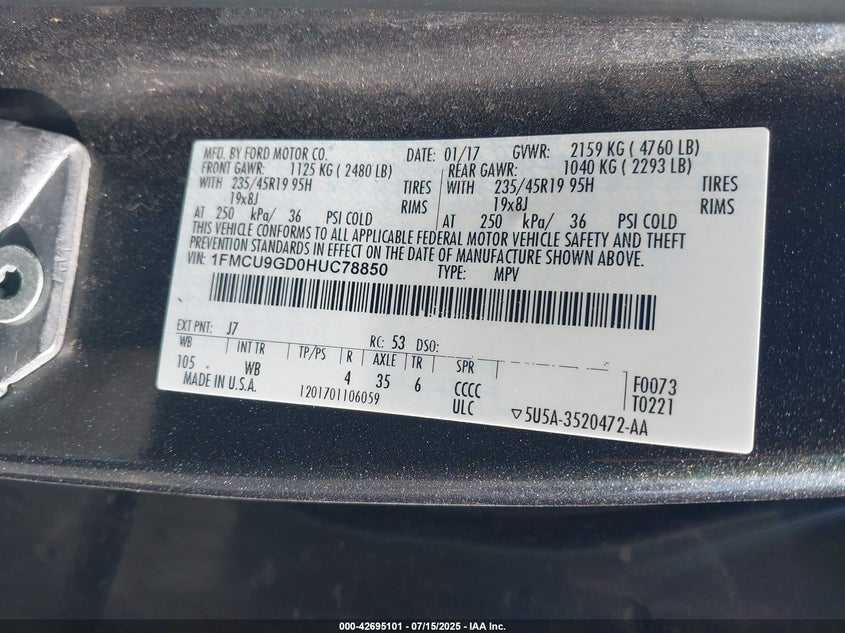 MFD. BY FORD MOTOR CO. DATE: 01/17 GVWR: 2159 KG ( 4760 LB)
FRONT GAWR: 1125 KG ( 2480 LB) REAR GAWR: 1040 KG ( 2293 LB)
WITH 235/45R19 95H TIRES WITH 235/45R19 95H TIRES
19x8J RIMS 19x8J RIMS
AT 250 kPa/ 36 PSI COLD AT 250 kPa/ 36 PSI COLD
THIS VEHICLE CONFORMS TO ALL APPLICABLE FEDERAL MOTOR VEHICLE SAFETY AND THEFT
PREVENTION STANDARDS IN EFFECT ON THE DATE OF MANUFACTURE SHOWN ABOVE.
VIN: 1FMCU9GD0HUC78850 TYPE: MPV
EXT PNT: J7 RC: 53 DSO:
WB INT TR TP/PS R AXLE TR SPR
105 WB 4 35 6 CCCC F0073
MADE IN U.S.A. 1201701106059 ULC T0221
▽5U5A-3520472-AA
000-42695101 - 07/15/2025 - IAA Inc.